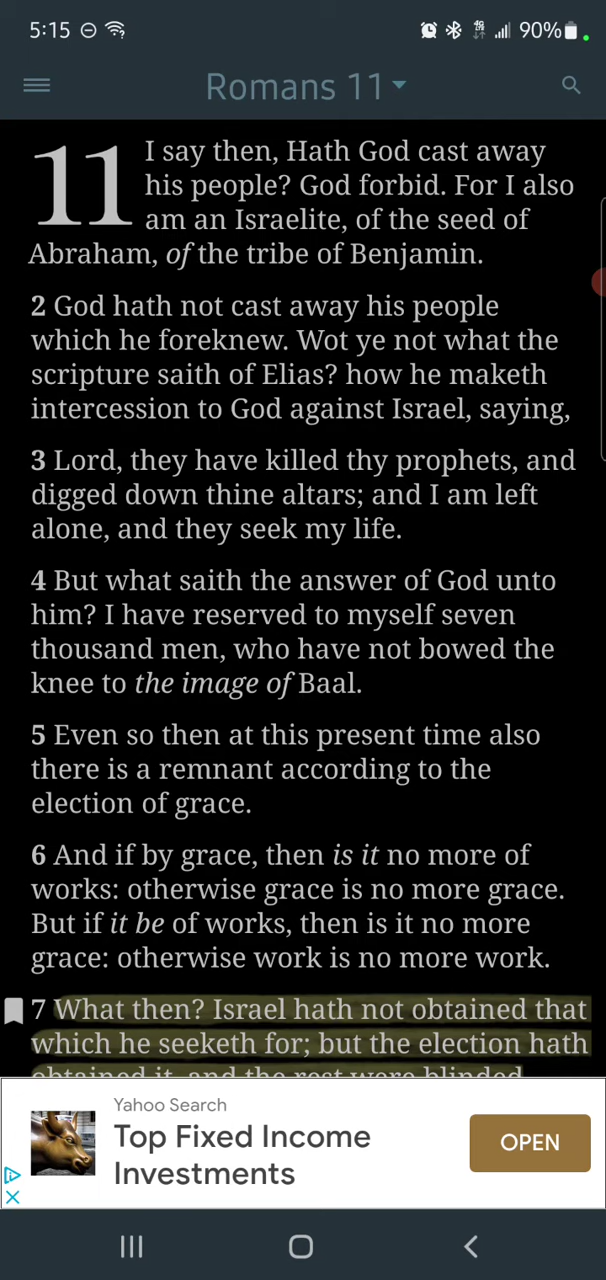 5:15 4G 90%
Romans 11
11 I say then, Hath God cast away
his people? God forbid. For I also
am an Israelite, of the seed of
Abraham, of the tribe of Benjamin.
2 God hath not cast away his people
which he foreknew. Wot ye not what the
scripture saith of Elias? how he maketh
intercession to God against Israel, saying,
3 Lord, they have killed thy prophets, and
digged down thine altars; and I am left
alone, and they seek my life.
4 But what saith the answer of God unto
him? I have reserved to myself seven
thousand men, who have not bowed the
knee to the image of Baal.
5 Even so then at this present time also
there is a remnant according to the
election of grace.
6 And if by grace, then is it no more of
works: otherwise grace is no more grace.
But if it be of works, then is it no more
grace: otherwise work is no more work.
7 What then? Israel hath not obtained that
which he seeketh for; but the election hath
obtained it, and the rest were blinded
Yahoo Search
Top Fixed Income
Investments
OPEN